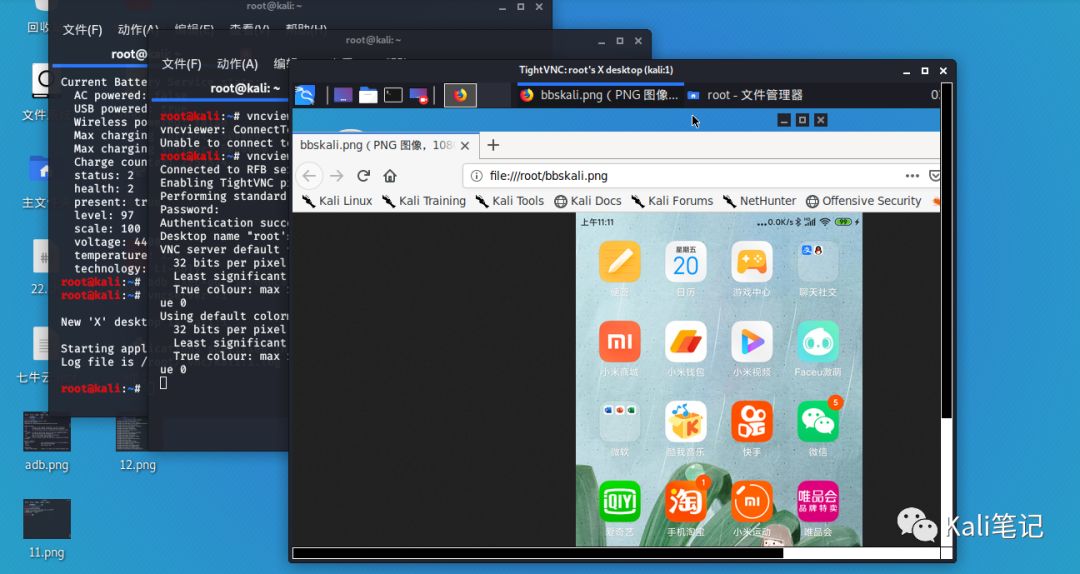 回收
文件
主文
22.
七牛云
adb.png
12.png
11.png
root@kali: ~
文件(F) 动作(A) 编辑(E) 查看(V) 帮助(H)
root@
Current Batter
AC powered:
USB powered:
Wireless po
Max chargin
Max chargin
Charge coun
status: 2
health: 2
present: tr
level: 97
scale: 100
voltage: 44
temperature
technology:
root@kali:~#
root@kali:~#
New 'X' deskt
Starting appli
Log file is /
root@kali:~#
root@kali: ~
文件(F) 动作(A) 编
root@kali: ~
root@kali:~# vncview
vncviewer: ConnectTo
Unable to connect to
root@kali:~# vncview
Connected to RFB se
Enabling TightVNC p
Performing standard
Password:
Authentication succ
Desktop name "root's
VNC server default
32 bits per pixel
Least significant
True colour: max
ue 0
Using default colorm
32 bits per pixel
Least significant
True colour: max
ue 0
TightVNC: root's X desktop (kali:1)
bbskali.png ( PNG 图像... root - 文件管理器
bbskali.png ( PNG 图像, 108
file:///root/bbskali.png
Kali Linux Kali Training Kali Tools Kali Docs Kali Forums NetHunter Offensive Security
上午11:11 ...0.0K/s 99
星期五
20
便签 日历 游戏中心 聊天社交
小米商城 小米钱包 小米视频 Faceu激萌
5
微软 酷我音乐 快手 微信
QIYI 淘 1 唯品会
品牌特卖
爱奇艺 手机淘宝 小米运动 唯品会
Kali笔记